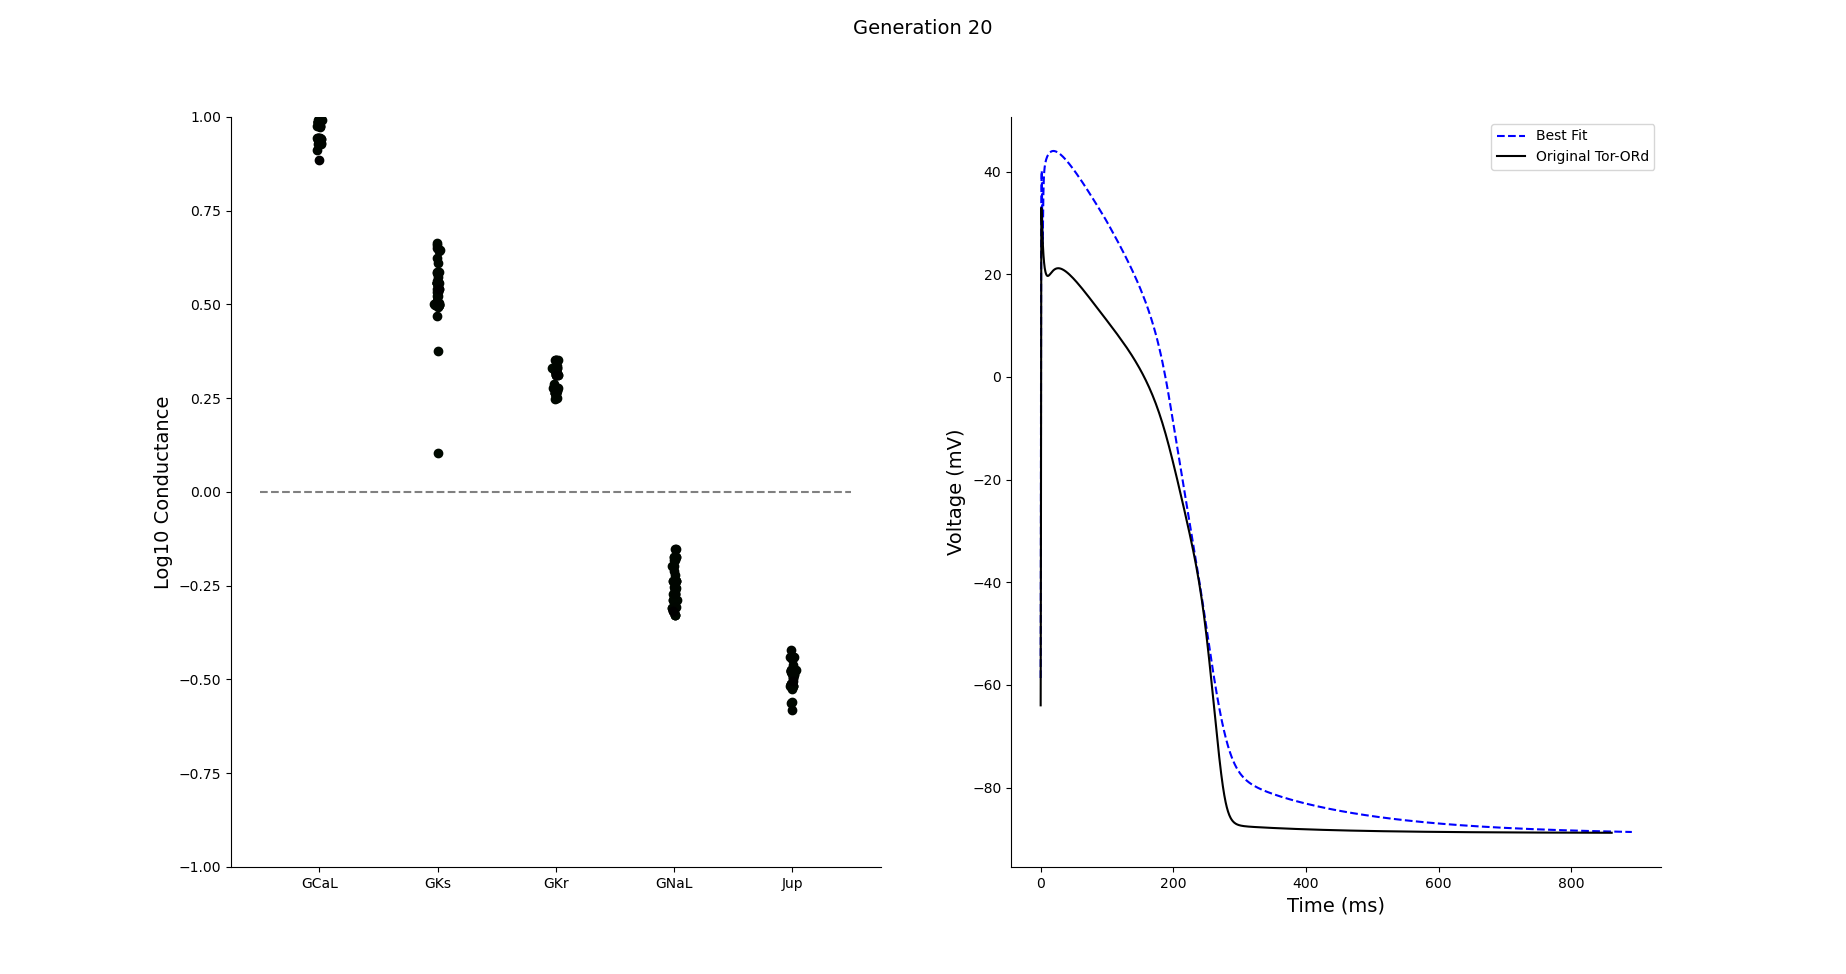 Generation 20
Log10 Conductance
1.00
0.75
0.50
0.25
0.00
−0.25
−0.50
−0.75
−1.00
GCaL GKs GKr GNaL Jup
Voltage (mV)
40
20
0
−20
−40
−60
−80
0 200 400 600 800
Time (ms)
Best Fit
Original Tor-ORd